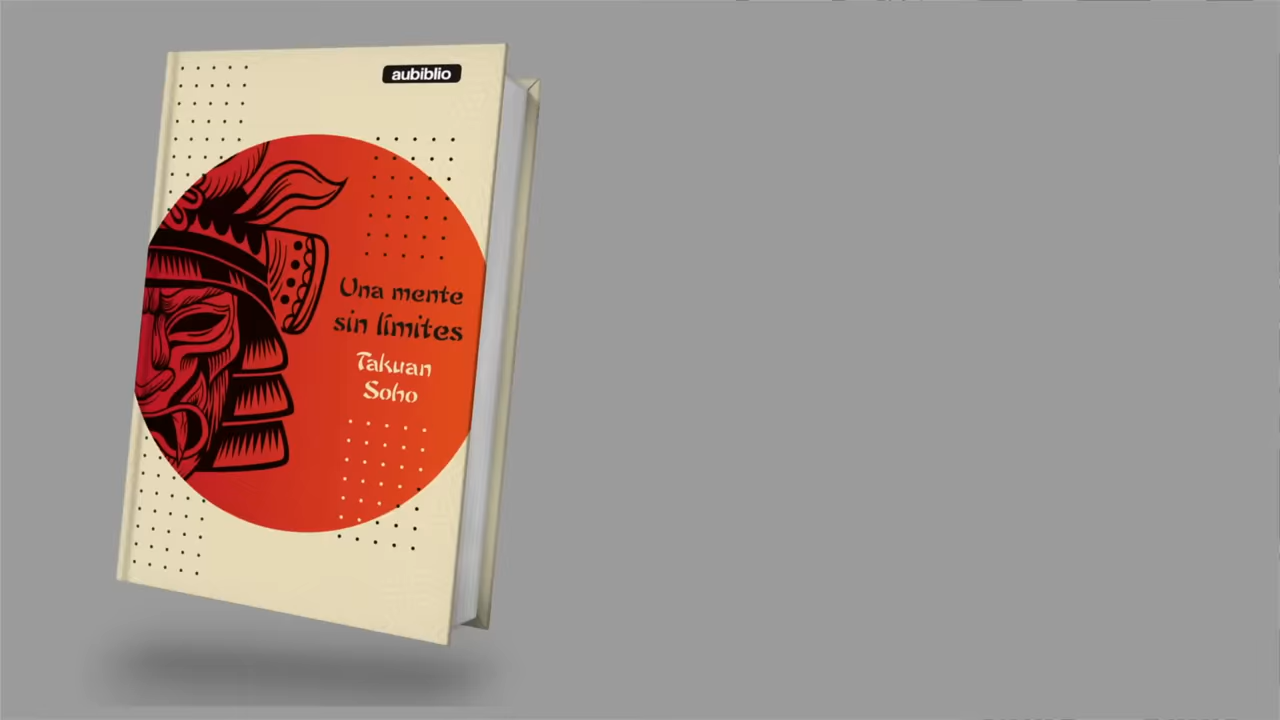 aubiblio
Una mente
sin límites
Takuan
Soho